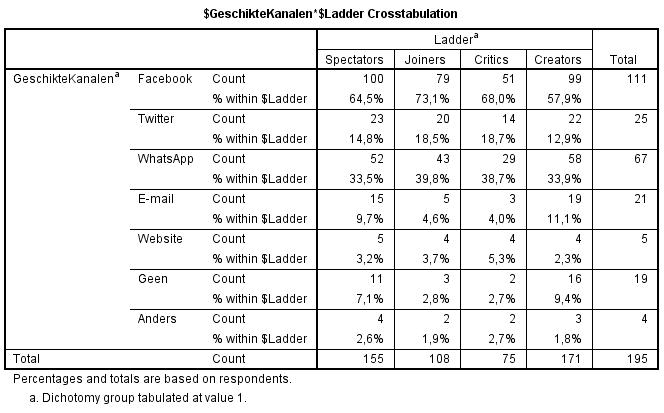 $GeschikteKanalen*$Ladder Crosstabulation
Ladderᵃ
Spectators Joiners Critics Creators Total
GeschikteKanalenᵃ Facebook Count 100 79 51 99 111
% within $Ladder 64,5% 73,1% 68,0% 57,9%
Twitter Count 23 20 14 22 25
% within $Ladder 14,8% 18,5% 18,7% 12,9%
WhatsApp Count 52 43 29 58 67
% within $Ladder 33,5% 39,8% 38,7% 33,9%
E-mail Count 15 5 3 19 21
% within $Ladder 9,7% 4,6% 4,0% 11,1%
Website Count 5 4 4 4 5
% within $Ladder 3,2% 3,7% 5,3% 2,3%
Geen Count 11 3 2 16 19
% within $Ladder 7,1% 2,8% 2,7% 9,4%
Anders Count 4 2 2 3 4
% within $Ladder 2,6% 1,9% 2,7% 1,8%
Total Count 155 108 75 171 195
Percentages and totals are based on respondents.
a. Dichotomy group tabulated at value 1.